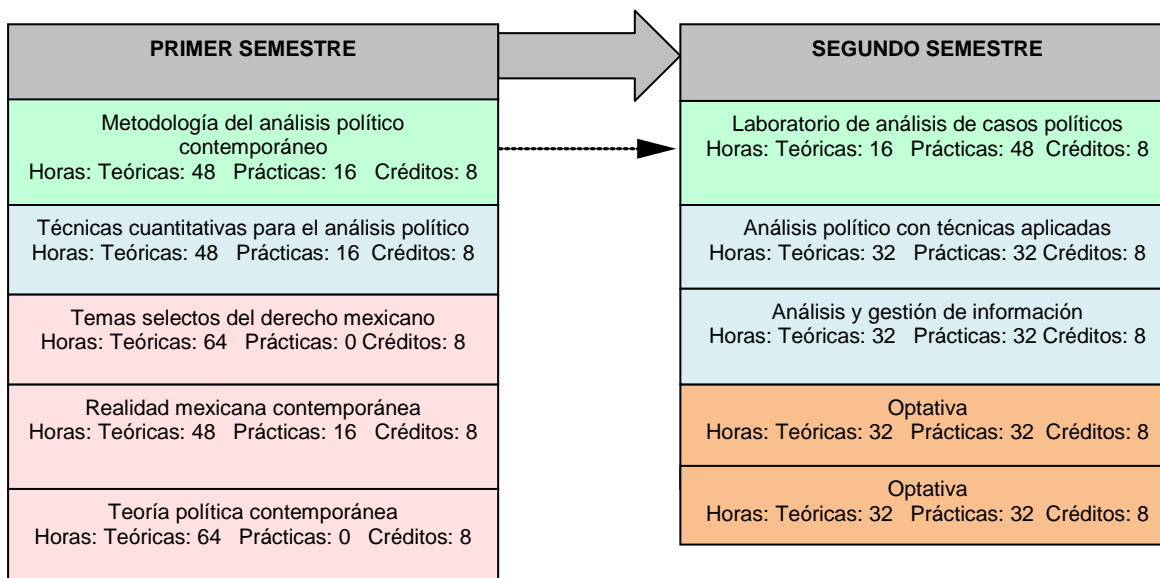 PRIMER SEMESTRE
Metodología del análisis político
contemporáneo
Horas: Teóricas: 48 Prácticas: 16 Créditos: 8
Técnicas cuantitativas para el análisis político
Horas: Teóricas: 48 Prácticas: 16 Créditos: 8
Temas selectos del derecho mexicano
Horas: Teóricas: 64 Prácticas: 0 Créditos: 8
Realidad mexicana contemporánea
Horas: Teóricas: 48 Prácticas: 16 Créditos: 8
Teoría política contemporánea
Horas: Teóricas: 64 Prácticas: 0 Créditos: 8
SEGUNDO SEMESTRE
Laboratorio de análisis de casos políticos
Horas: Teóricas: 16 Prácticas: 48 Créditos: 8
Análisis político con técnicas aplicadas
Horas: Teóricas: 32 Prácticas: 32 Créditos: 8
Análisis y gestión de información
Horas: Teóricas: 32 Prácticas: 32 Créditos: 8
Optativa
Horas: Teóricas: 32 Prácticas: 32 Créditos: 8
Optativa
Horas: Teóricas: 32 Prácticas: 32 Créditos: 8